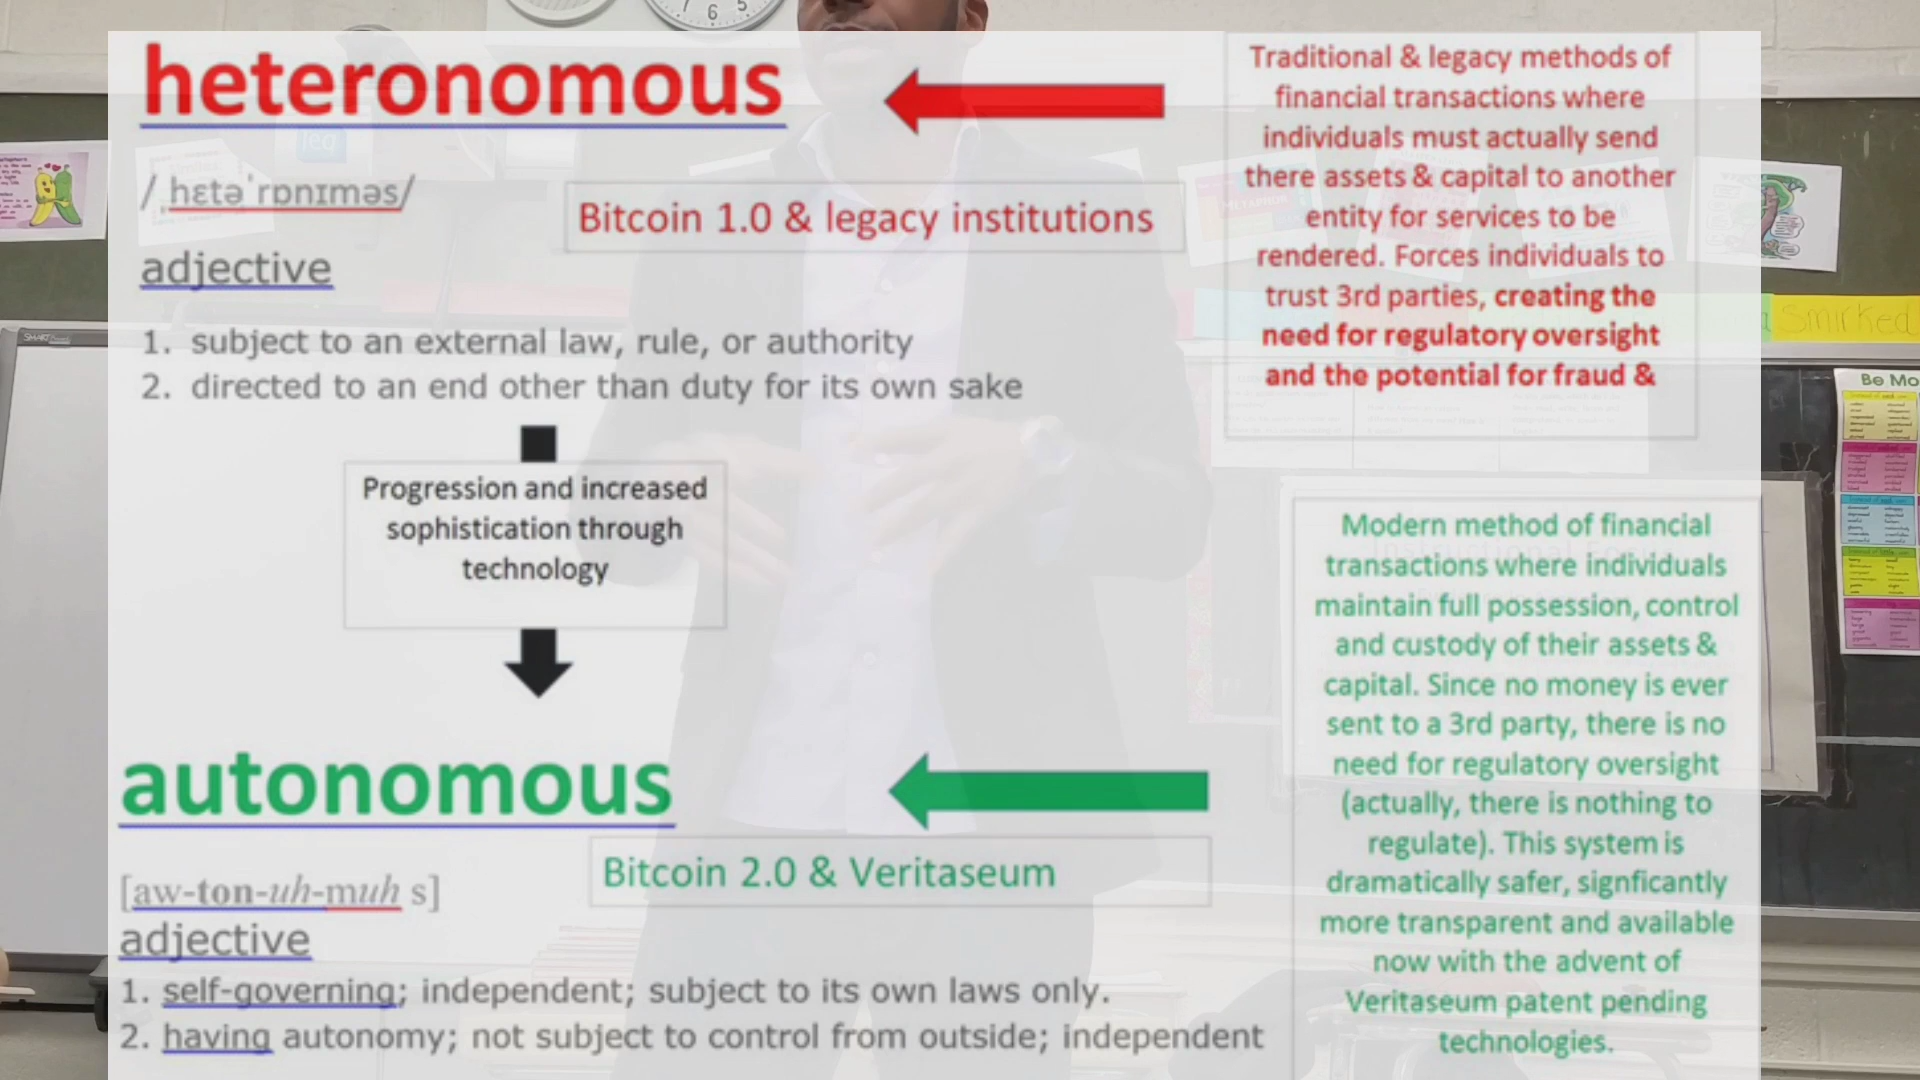 heteronomous
/ˌhɛtəˈrɒnɪməs/
adjective
1. subject to an external law, rule, or authority
2. directed to an end other than duty for its own sake
Bitcoin 1.0 & legacy institutions
Traditional & legacy methods of
financial transactions where
individuals must actually send
there assets & capital to another
entity for services to be
rendered. Forces individuals to
trust 3rd parties, creating the
need for regulatory oversight
and the potential for fraud &
Progression and increased
sophistication through
technology
autonomous
[aw-ton-uh-muh s]
adjective
1. self-governing; independent; subject to its own laws only.
2. having autonomy; not subject to control from outside; independent
Bitcoin 2.0 & Veritaseum
Modern method of financial
transactions where individuals
maintain full possession, control
and custody of their assets &
capital. Since no money is ever
sent to a 3rd party, there is no
need for regulatory oversight
(actually, there is nothing to
regulate). This system is
dramatically safer, signficantly
more transparent and available
now with the advent of
Veritaseum patent pending
technologies.
Smirked
Be Mo
SMART
6 5